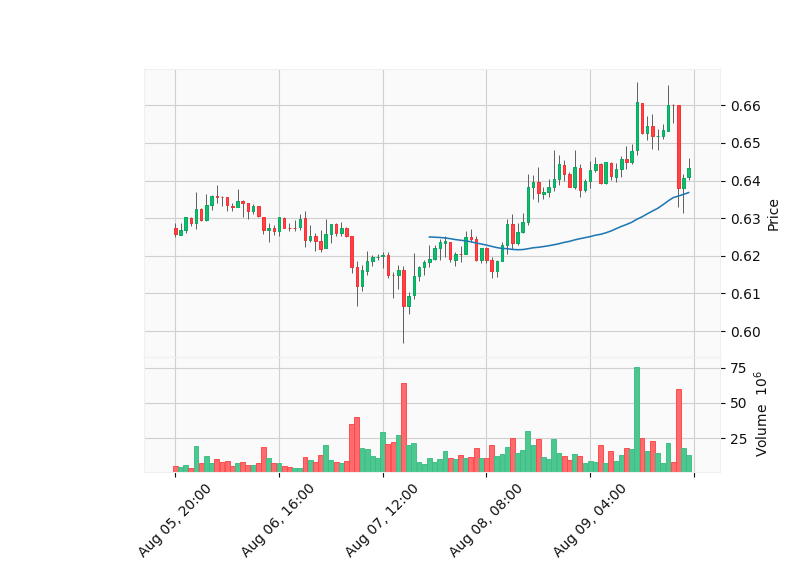 0.66
0.65
0.64
0.63
0.62
0.61
0.60
Price
75
50
25
Volume 10^6
Aug 05, 20:00
Aug 06, 16:00
Aug 07, 12:00
Aug 08, 08:00
Aug 09, 04:00